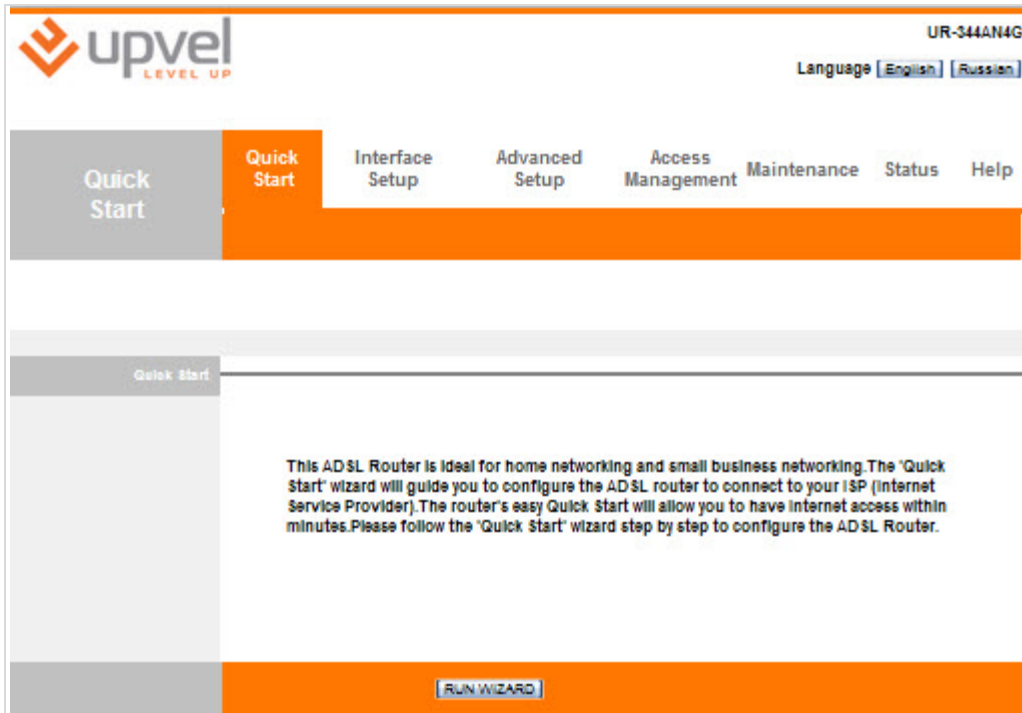 upvel
LEVEL UP
UR-344AN4G
Language English Russian
Quick
Start
Quick
Start
Interface
Setup
Advanced
Setup
Access
Management
Maintenance
Status
Help
Quick Start
This ADSL Router is ideal for home networking and small business networking.The 'Quick
Start' wizard will guide you to configure the ADSL router to connect to your ISP (Internet
Service Provider).The router's easy Quick Start will allow you to have Internet access within
minutes.Please follow the 'Quick Start' wizard step by step to configure the ADSL Router.
RUN WIZARD